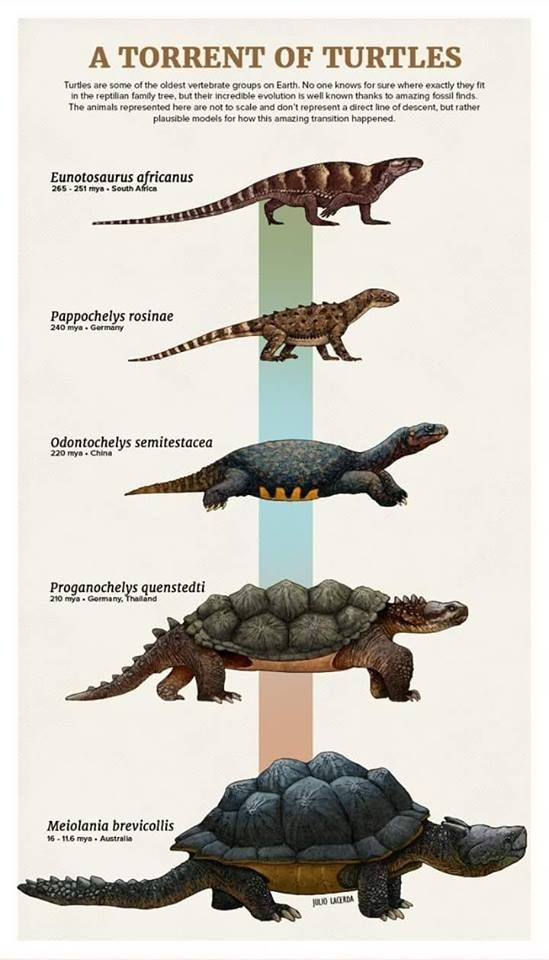 A TORRENT OF TURTLES
Turtles are some of the oldest vertebrate groups on Earth. No one knows for sure where exactly they fit
in the reptilian family tree, but their incredible evolution is well known thanks to amazing fossil finds.
The animals represented here are not to scale and don't represent a direct line of descent, but rather
plausible models for how this amazing transition happened.
Eunotosaurus africanus
265 - 251 mya • South Africa
Pappochelys rosinae
240 mya • Germany
Odontochelys semitestacea
220 mya • China
Proganochelys quenstedti
210 mya • Germany, Thailand
Meiolania brevicollis
16 - 11.6 mya • Australia
JULIO LACERDA